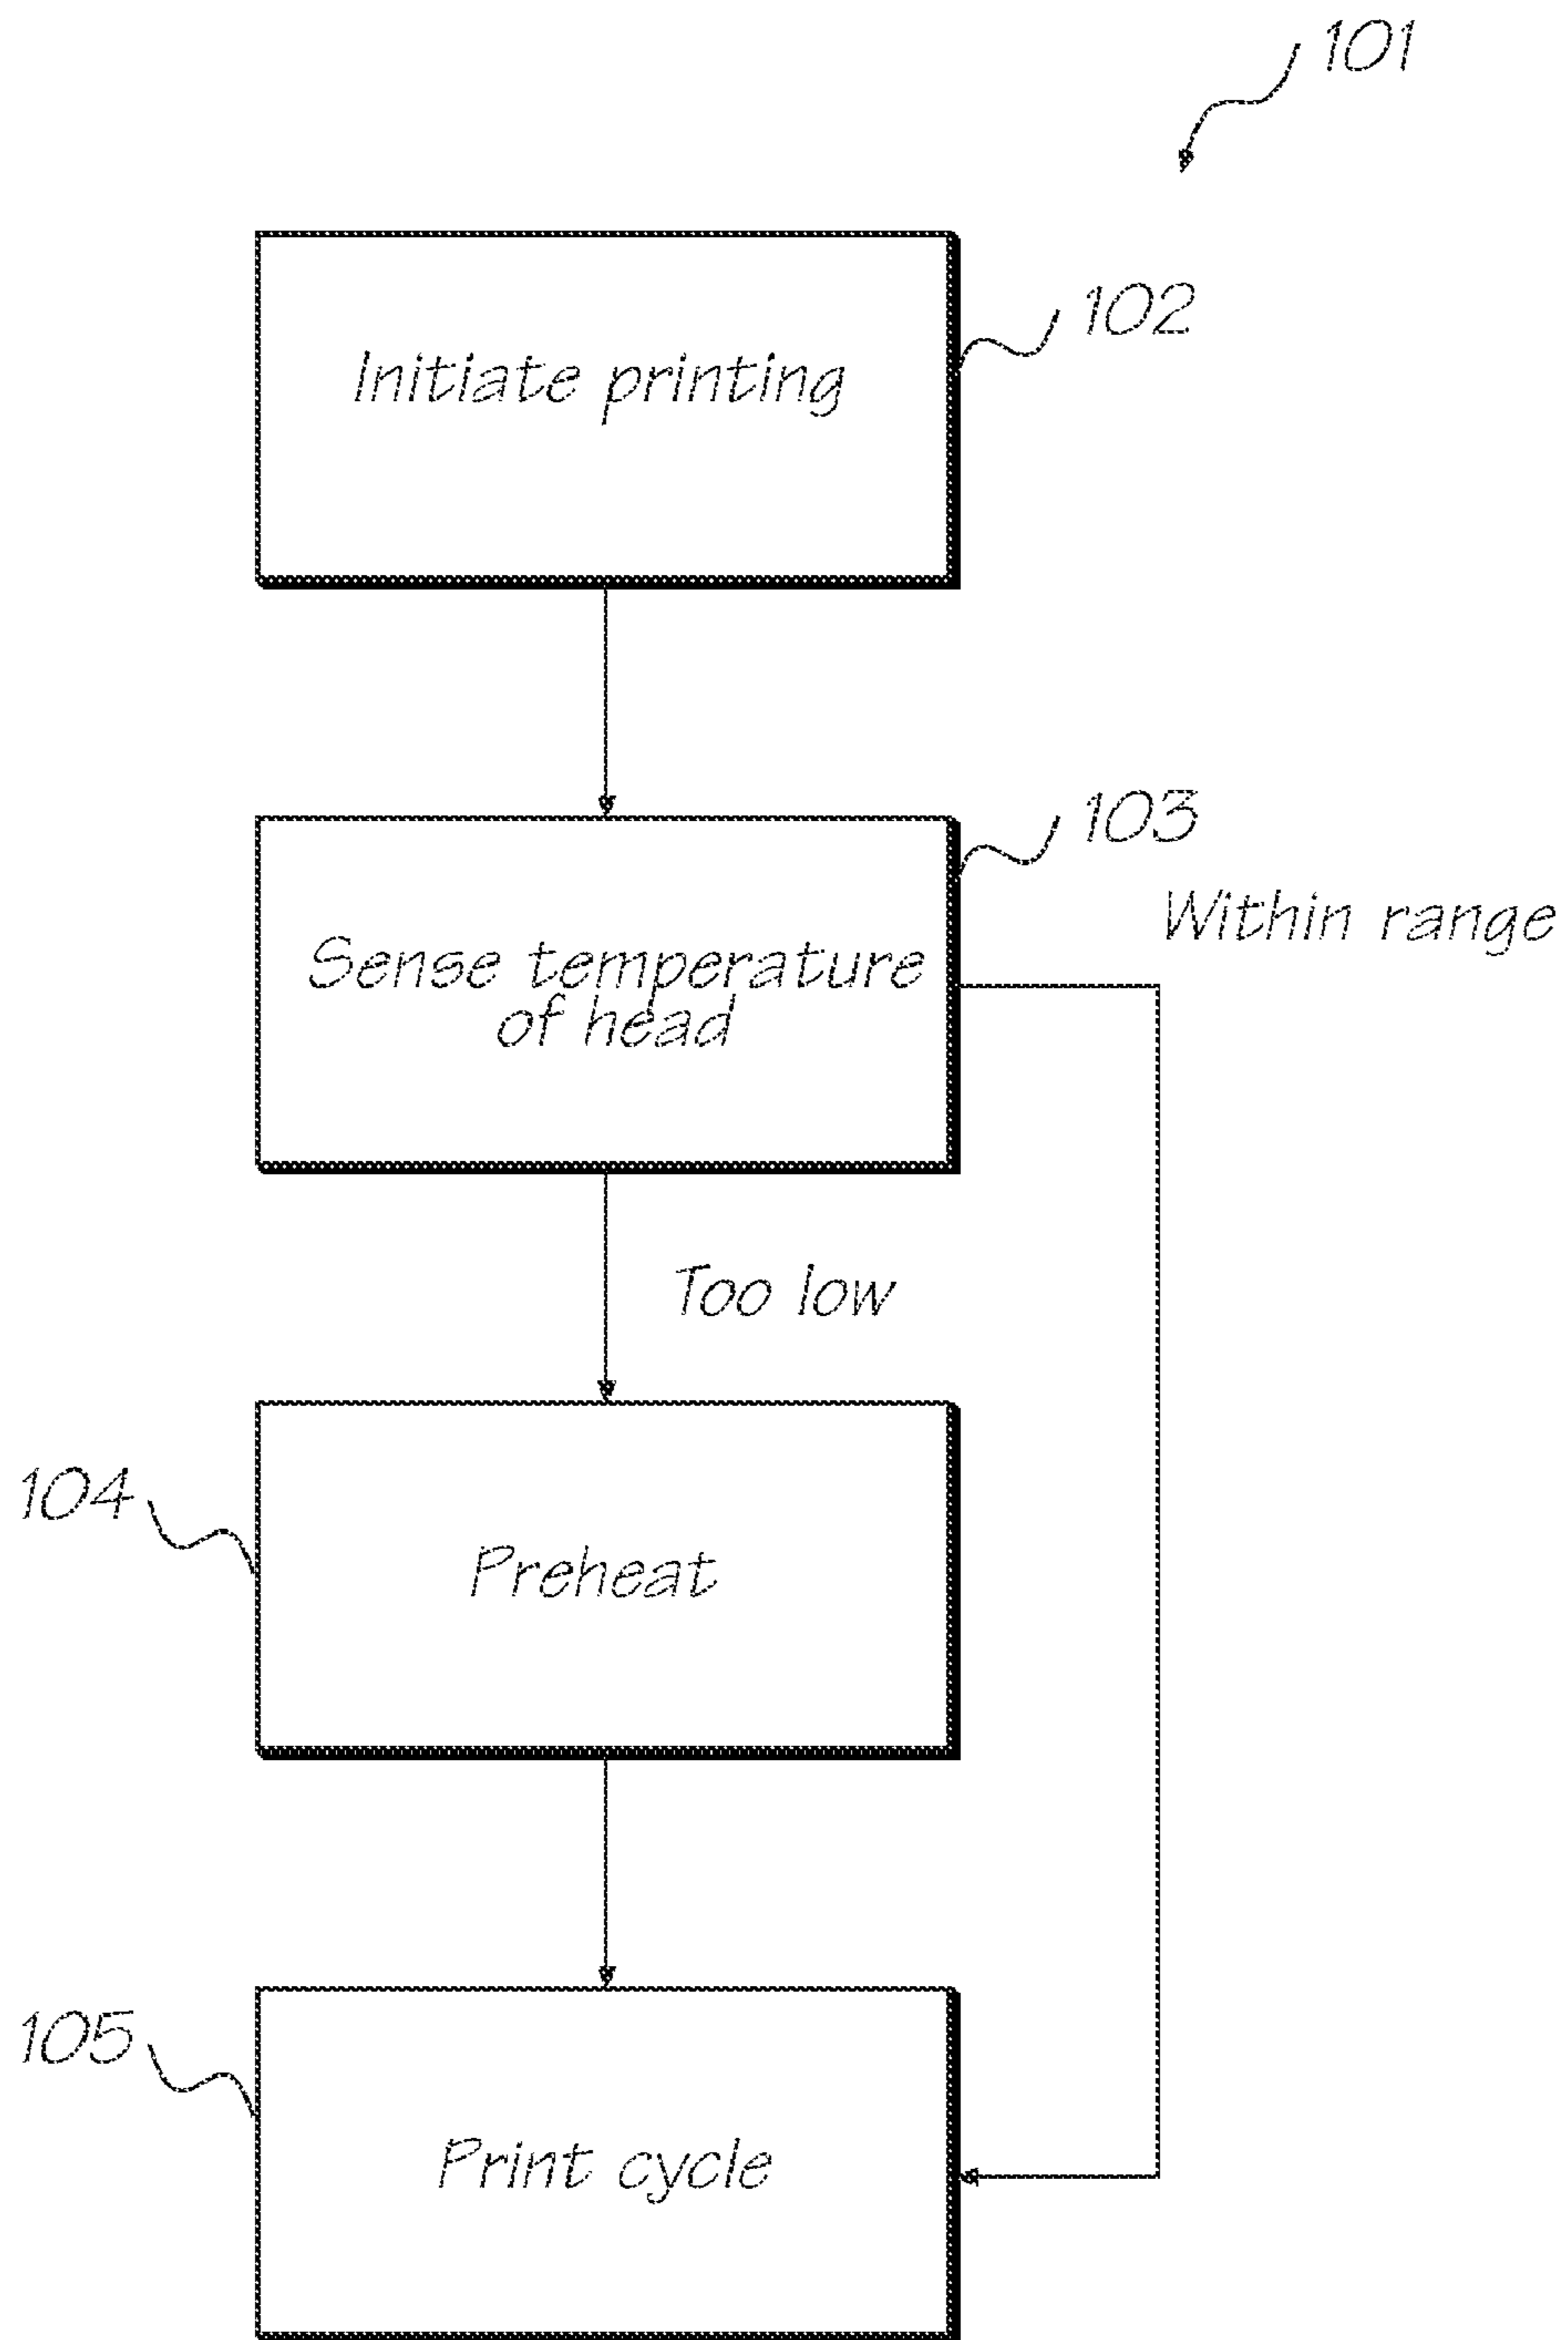 101
Initiate printing
102
103
Within range
Sense temperature
of head
Too low
104
Preheat
105
Print cycle